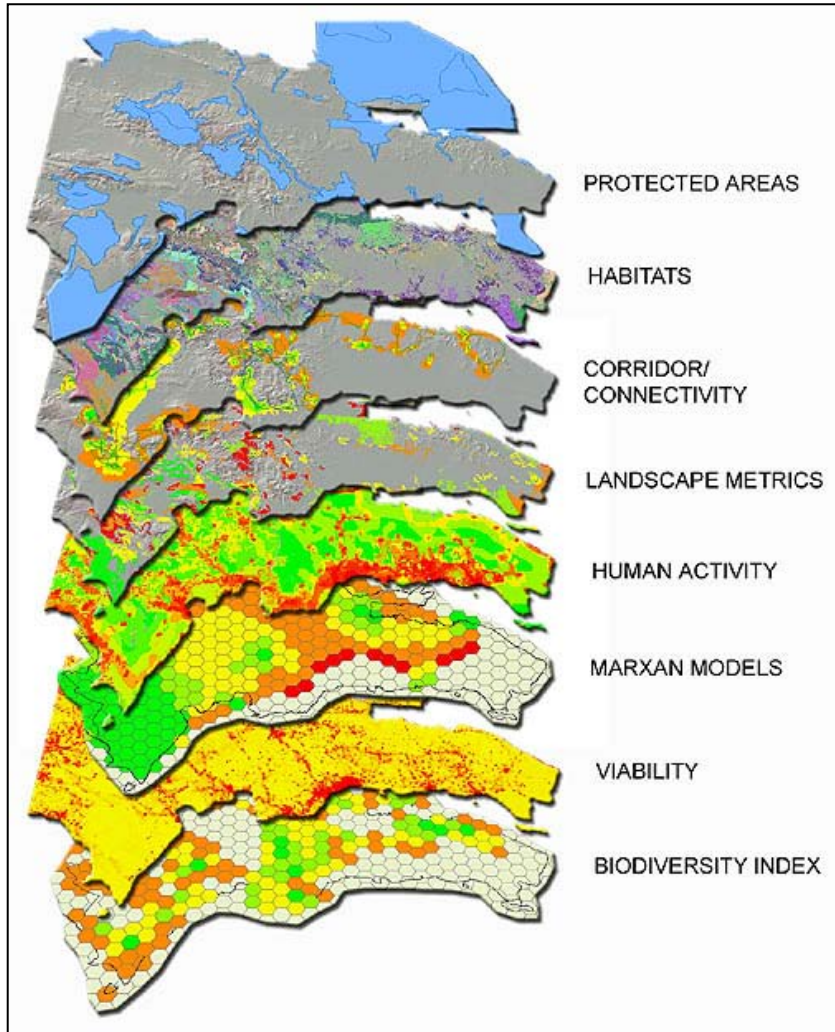 PROTECTED AREAS
HABITATS
CORRIDOR/
CONNECTIVITY
LANDSCAPE METRICS
HUMAN ACTIVITY
MARXAN MODELS
VIABILITY
BIODIVERSITY INDEX